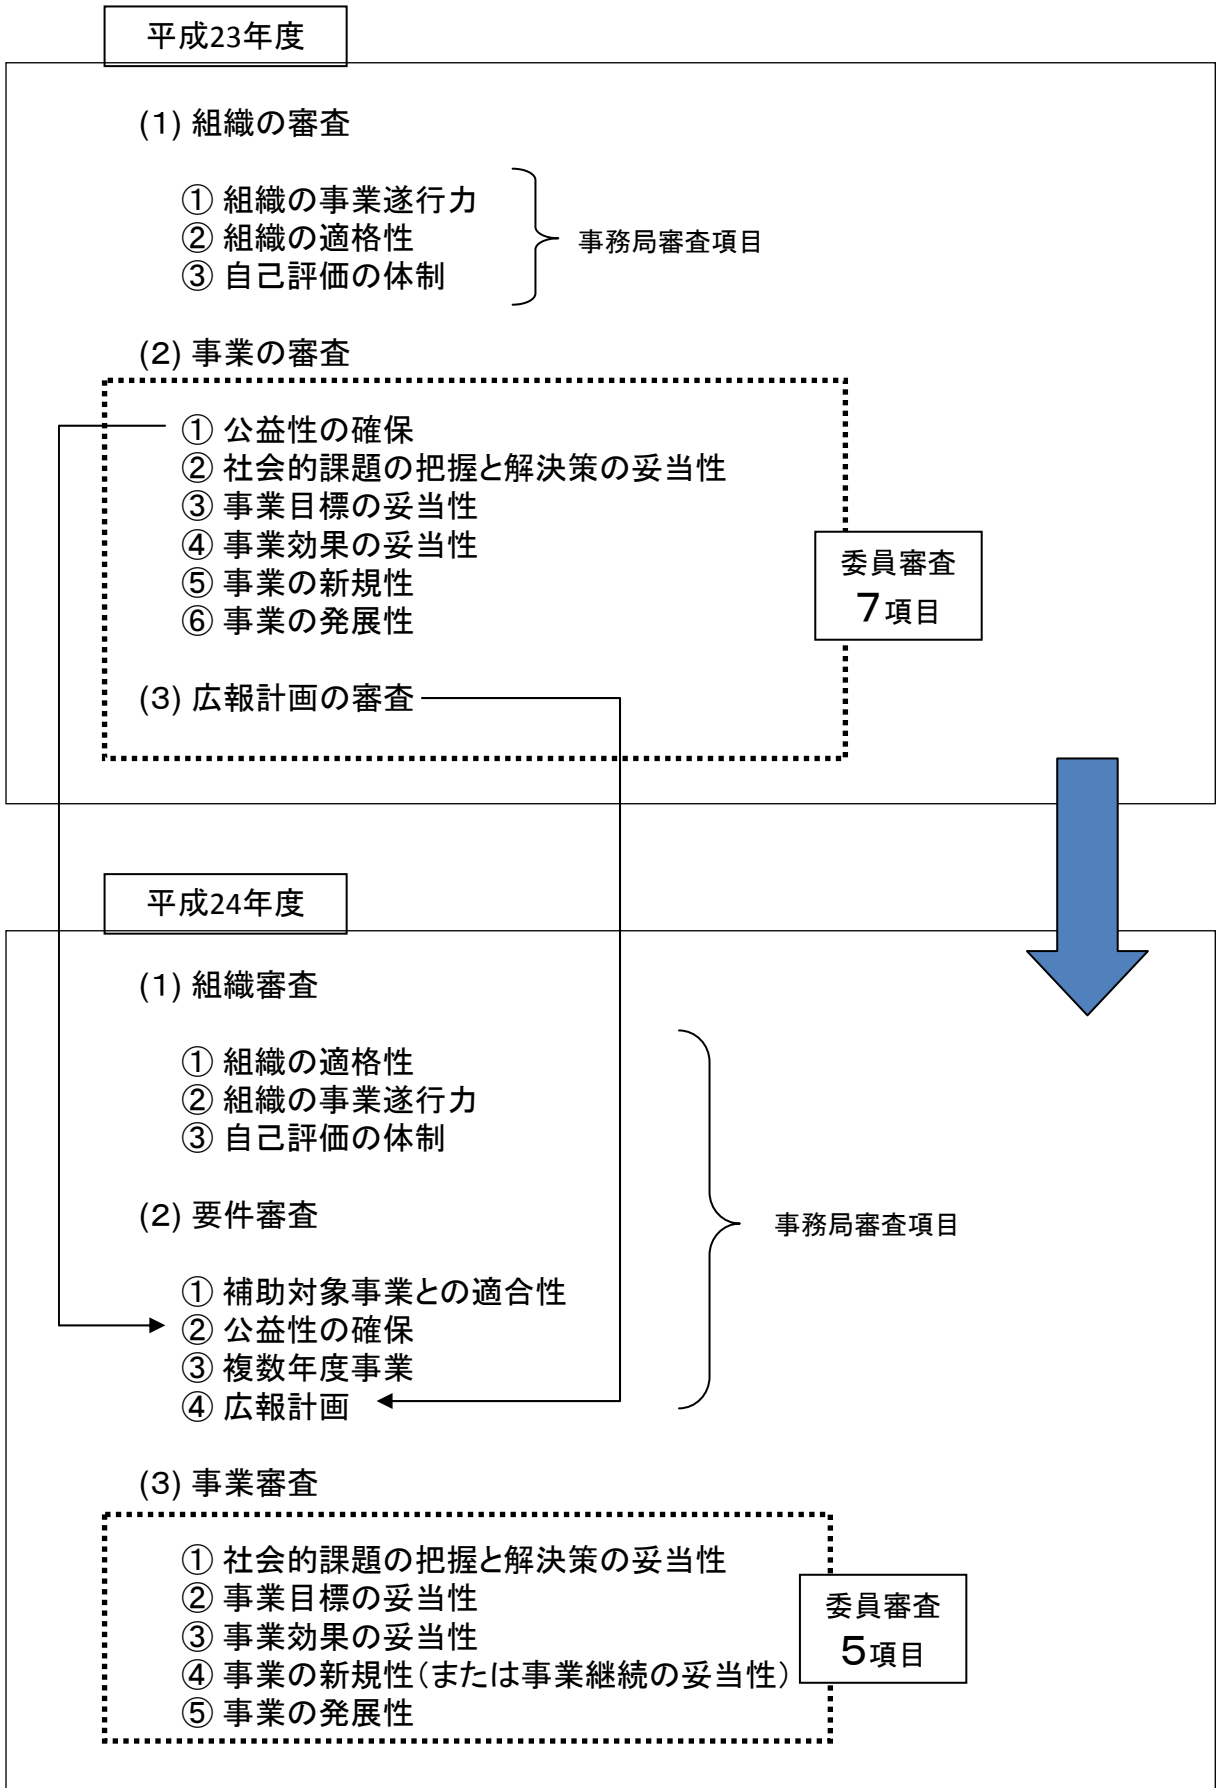 平成23年度
(1) 組織の審査
① 組織の事業遂行力
② 組織の適格性
③ 自己評価の体制
事務局審査項目
(2) 事業の審査
① 公益性の確保
② 社会的課題の把握と解決策の妥当性
③ 事業目標の妥当性
④ 事業効果の妥当性
⑤ 事業の新規性
⑥ 事業の発展性
委員審査
7項目
(3) 広報計画の審査
平成24年度
(1) 組織審査
① 組織の適格性
② 組織の事業遂行力
③ 自己評価の体制
(2) 要件審査
① 補助対象事業との適合性
② 公益性の確保
③ 複数年度事業
④ 広報計画
事務局審査項目
(3) 事業審査
① 社会的課題の把握と解決策の妥当性
② 事業目標の妥当性
③ 事業効果の妥当性
④ 事業の新規性(または事業継続の妥当性)
⑤ 事業の発展性
委員審査
5項目